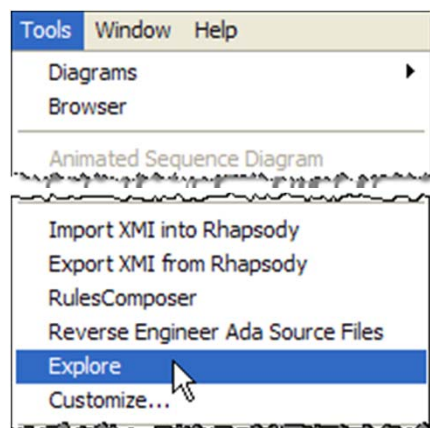 Tools Window Help
Diagrams
Browser
Animated Sequence Diagram
Import XMI into Rhapsody
Export XMI from Rhapsody
RulesComposer
Reverse Engineer Ada Source Files
Explore
Customize...